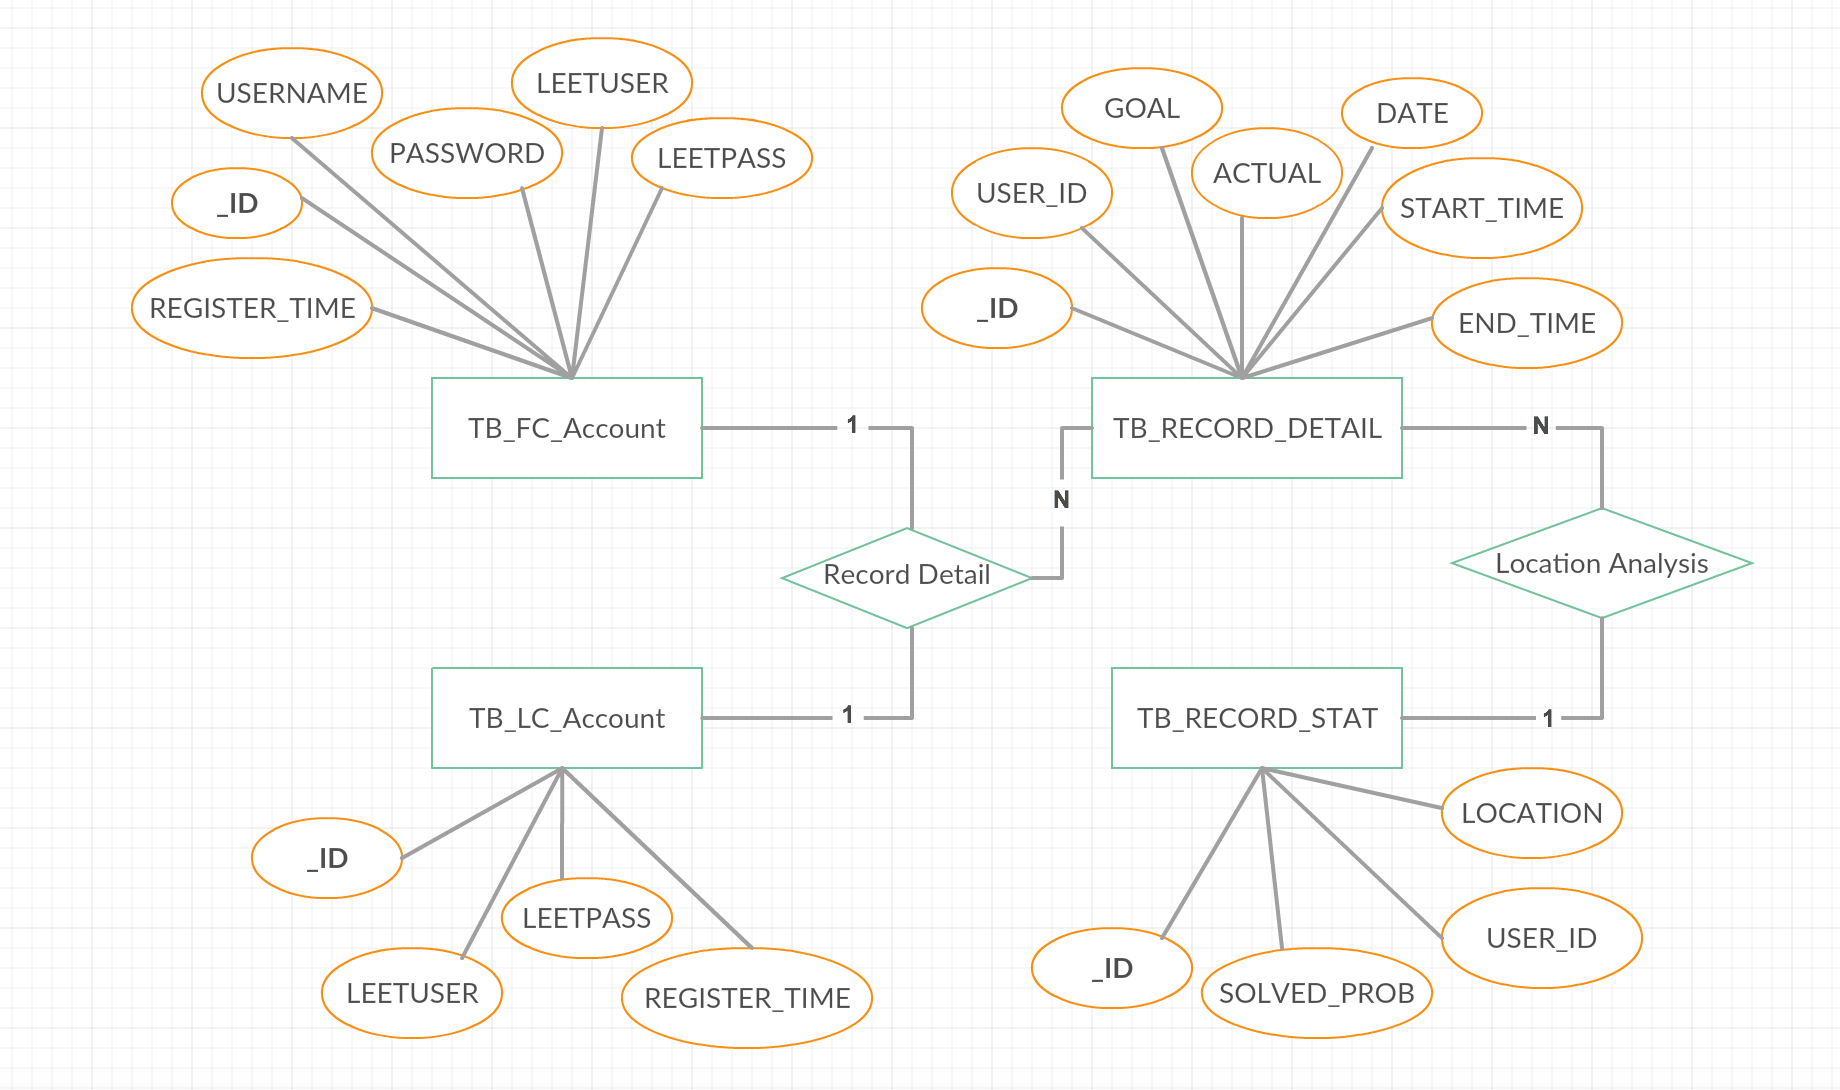 USERNAME
LEETUSER
PASSWORD
LEETPASS
_ID
REGISTER_TIME
GOAL
DATE
ACTUAL
USER_ID
START_TIME
_ID
END_TIME
TB_FC_Account
1
TB_RECORD_DETAIL
N
N
Record Detail
Location Analysis
TB_LC_Account
1
TB_RECORD_STAT
1
_ID
LEETPASS
LEETUSER
REGISTER_TIME
LOCATION
USER_ID
_ID
SOLVED_PROB